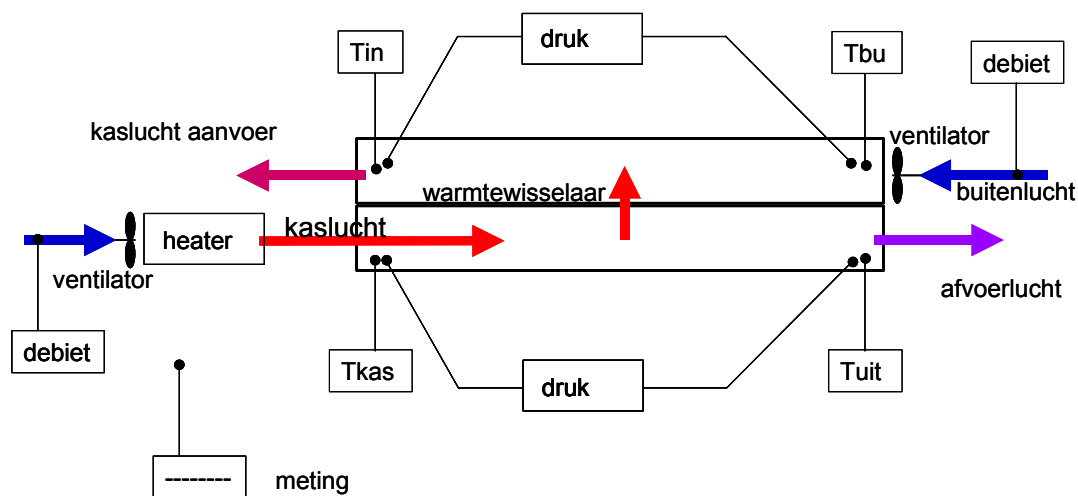 druk
Tin
Tbu
debiet
kaslucht aanvoer
ventilator
warmtewisselaar
buitenlucht
kaslucht
heater
ventilator
afvoerlucht
debiet
Tkas
druk
Tuit
-------- meting